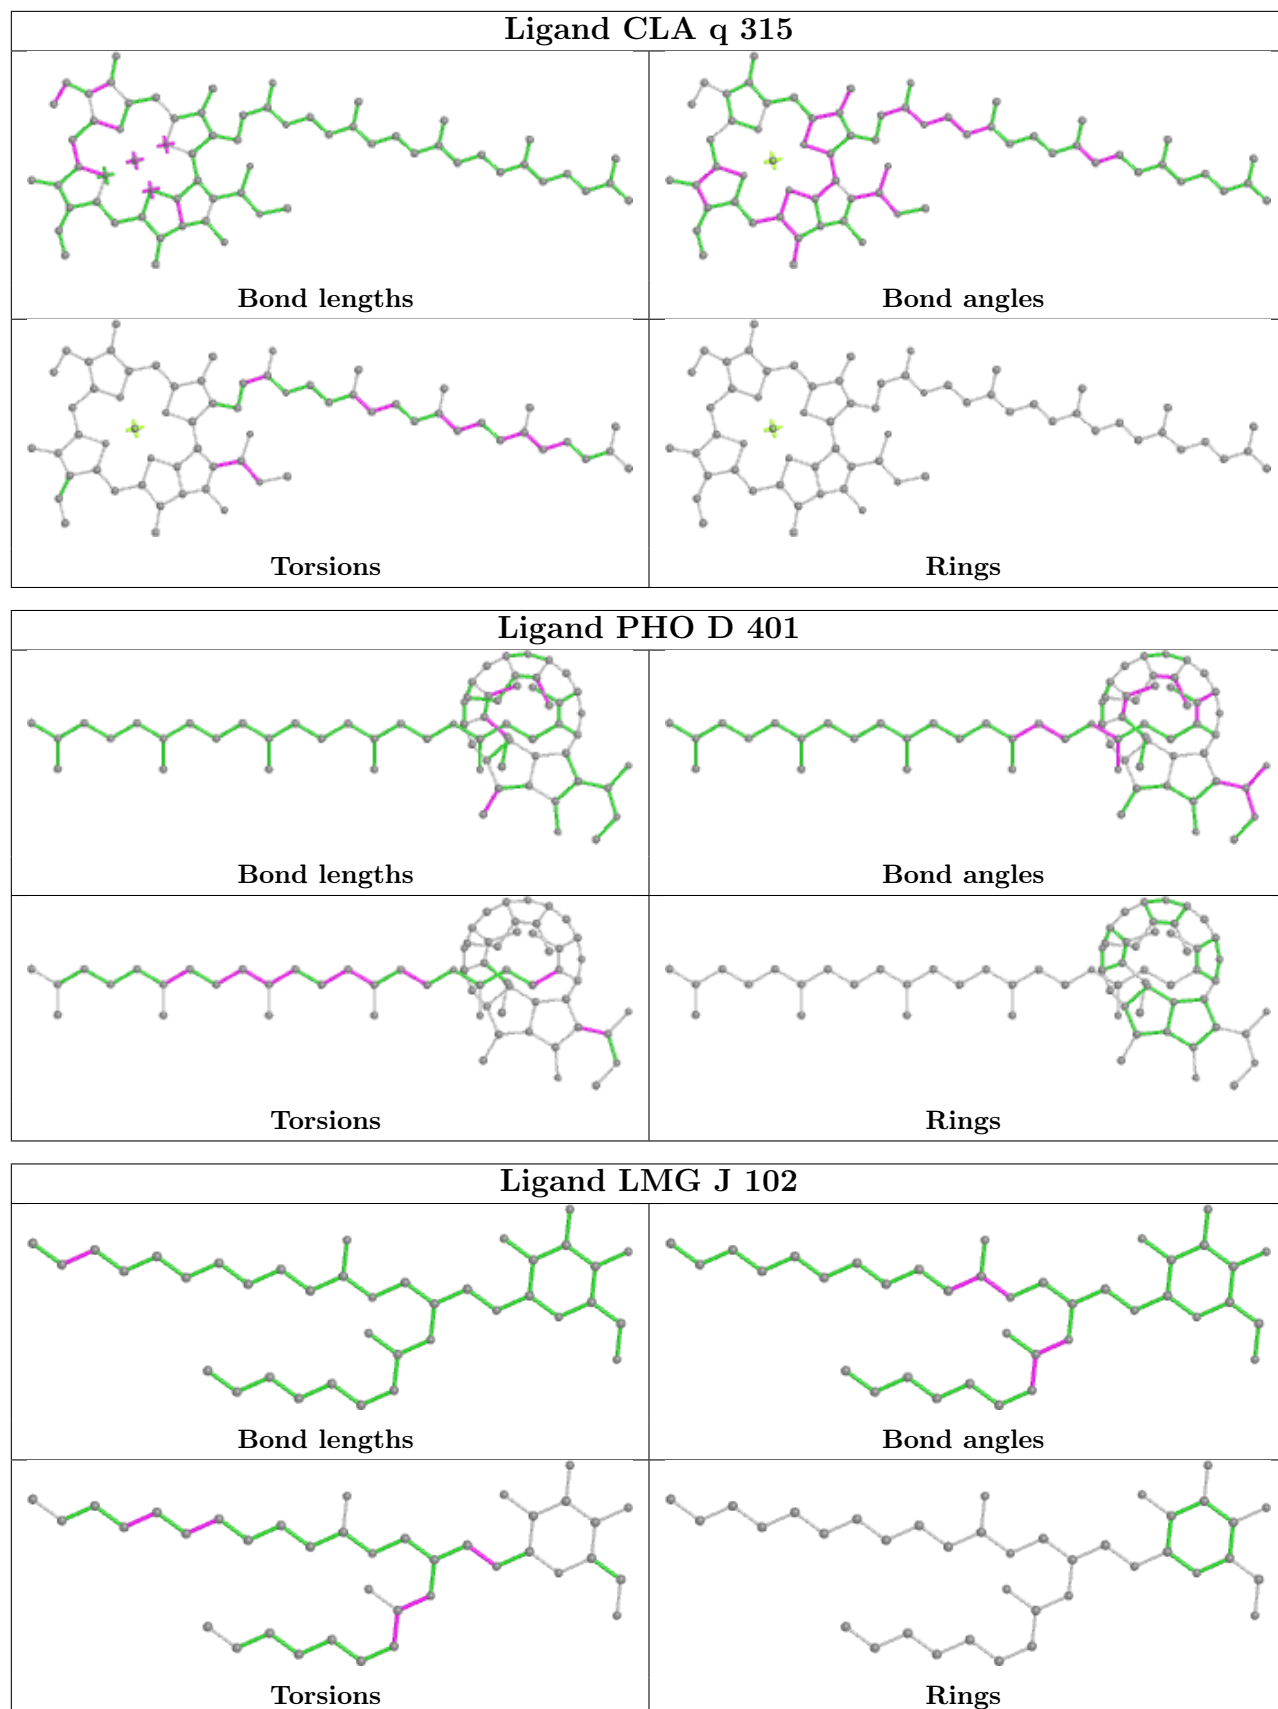 Ligand CLA q 315
Bond lengths
Bond angles
Torsions
Rings
Ligand PHO D 401
Bond lengths
Bond angles
Torsions
Rings
Ligand LMG J 102
Bond lengths
Bond angles
Torsions
Rings